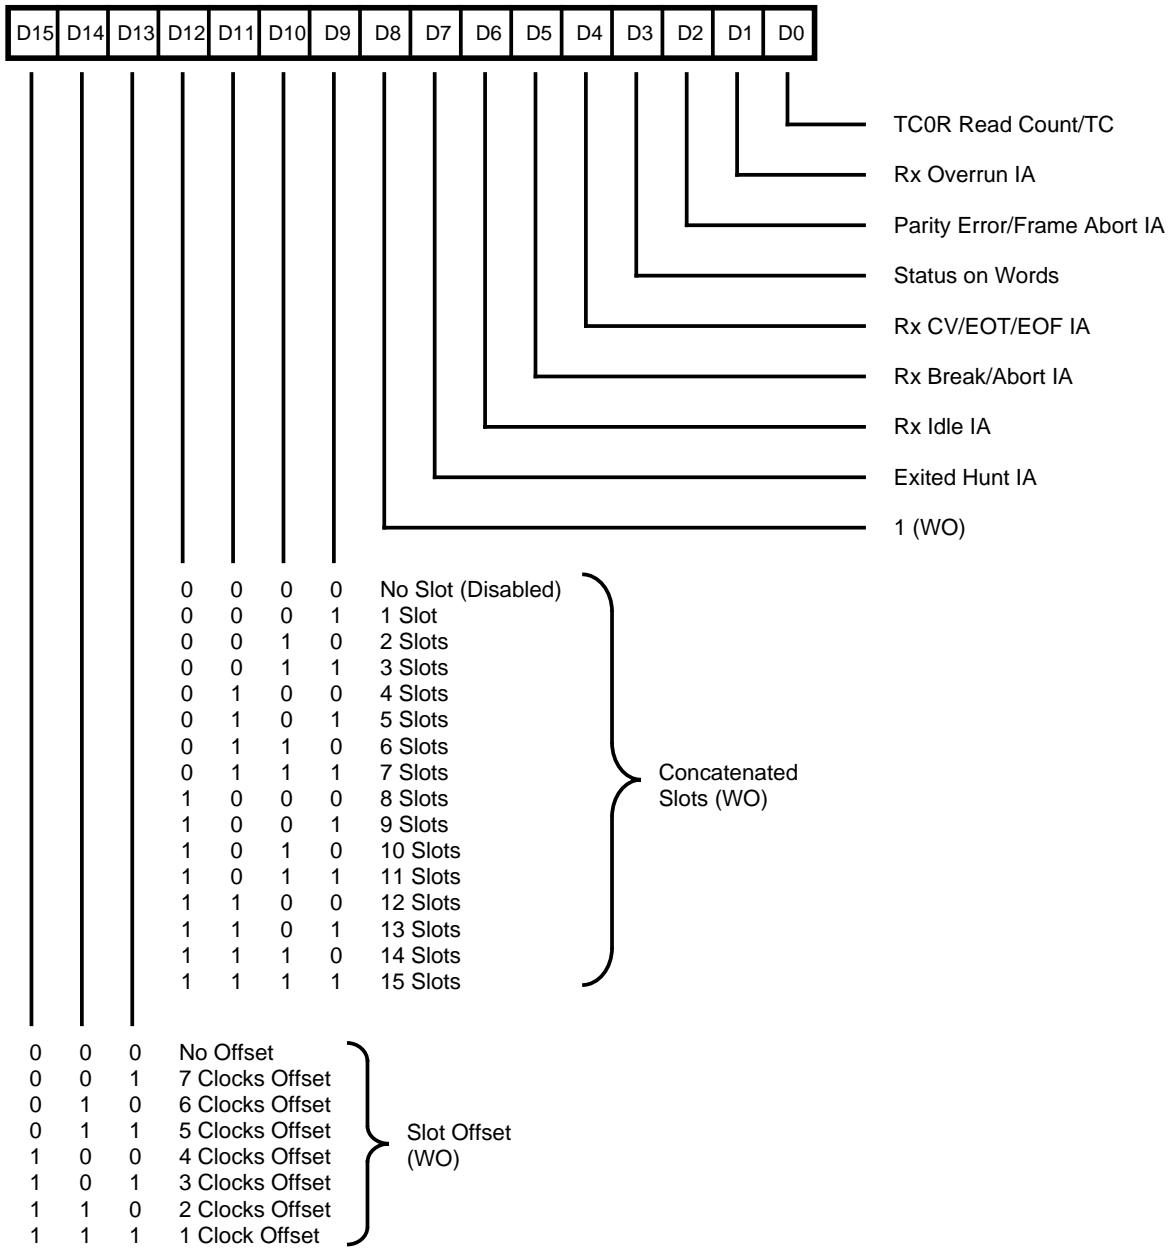 D15 D14 D13 D12 D11 D10 D9 D8 D7 D6 D5 D4 D3 D2 D1 D0
TC0R Read Count/TC
Rx Overrun IA
Parity Error/Frame Abort IA
Status on Words
Rx CV/EOT/EOF IA
Rx Break/Abort IA
Rx Idle IA
Exited Hunt IA
1 (WO)
0 0 0 0 No Slot (Disabled)
0 0 0 1 1 Slot
0 0 1 0 2 Slots
0 0 1 1 3 Slots
0 1 0 0 4 Slots
0 1 0 1 5 Slots
0 1 1 0 6 Slots
0 1 1 1 7 Slots
1 0 0 0 8 Slots
1 0 0 1 9 Slots
1 0 1 0 10 Slots
1 0 1 1 11 Slots
1 1 0 0 12 Slots
1 1 0 1 13 Slots
1 1 1 0 14 Slots
1 1 1 1 15 Slots
Concatenated
Slots (WO)
0 0 0 No Offset
0 0 1 7 Clocks Offset
0 1 0 6 Clocks Offset
0 1 1 5 Clocks Offset
1 0 0 4 Clocks Offset
1 0 1 3 Clocks Offset
1 1 0 2 Clocks Offset
1 1 1 1 Clock Offset
Slot Offset
(WO)